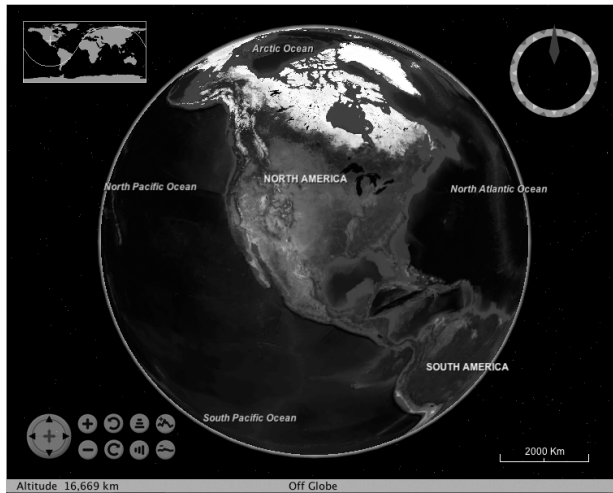 Arctic Ocean
NORTH AMERICA
North Pacific Ocean
North Atlantic Ocean
SOUTH AMERICA
South Pacific Ocean
2000 Km
Altitude 16,669 km
Off Globe